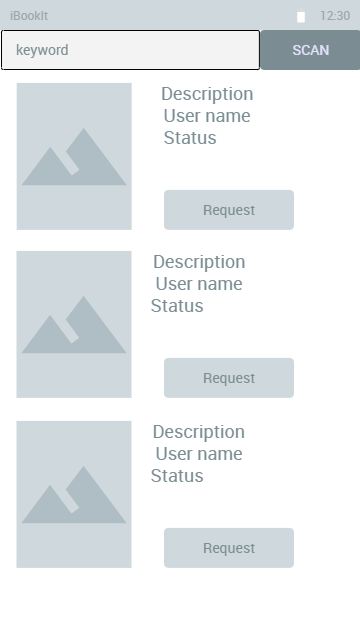 iBookIt 12:30
keyword SCAN
Description
User name
Status
Request
Description
User name
Status
Request
Description
User name
Status
Request